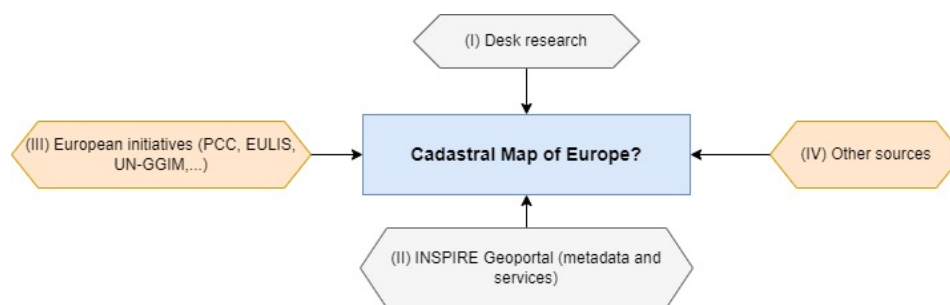 (I) Desk research
(III) European initiatives (PCC, EULIS,
UN-GGIM,...)
Cadastral Map of Europe?
(IV) Other sources
(II) INSPIRE Geoportal (metadata and
services)